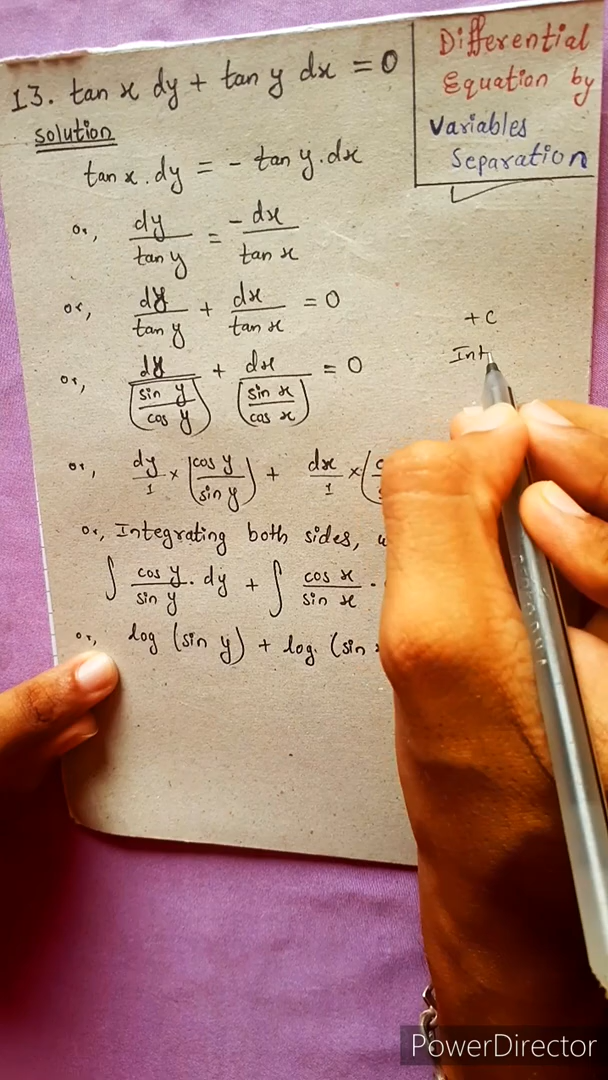 13. tan x dy + tan y dx = 0
Differential
Equation by
Variables
Separation
solution
tan x . dy = - tan y . dx
or, dy/tan y = -dx/tan x
or, dy/tan y + dx/tan x = 0
or, dy/(sin y/cos y) + dx/(sin x/cos x) = 0
+ c
Int
or, dy/1 × (cos y/sin y) + dx/1 × (
or, Integrating both sides,
∫ cos y/sin y . dy + ∫ cos x/sin x .
or, log (sin y) + log. (sin
PowerDirector